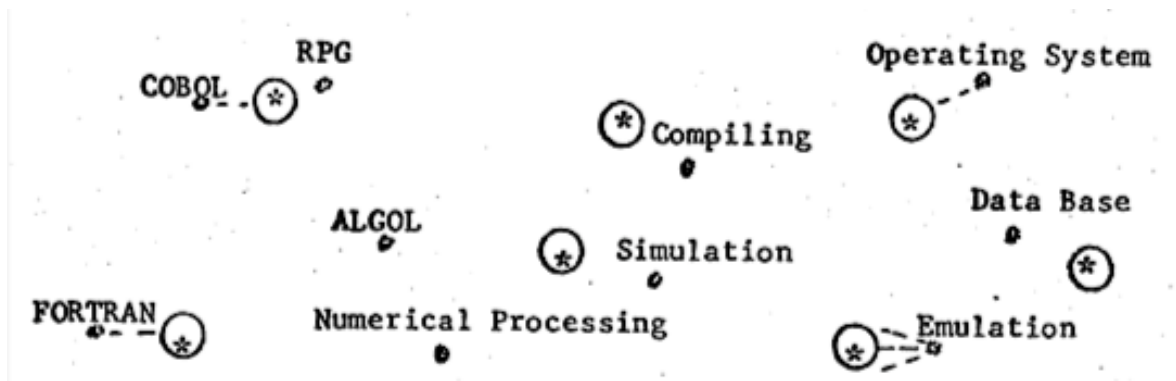 RPG
Operating System
COBOL
*
*
*
Compiling
Data Base
ALGOL
*
Simulation
*
FORTRAN
*
Numerical Processing
*
Emulation